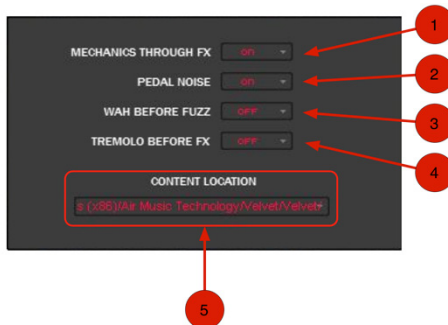 MECHANICS THROUGH FX on 1
PEDAL NOISE on 2
WAH BEFORE FUZZ OFF 3
TREMOLO BEFORE FX OFF 4
CONTENT LOCATION
s (x86)/Air Music Technology/Velvet/Velvet/
5